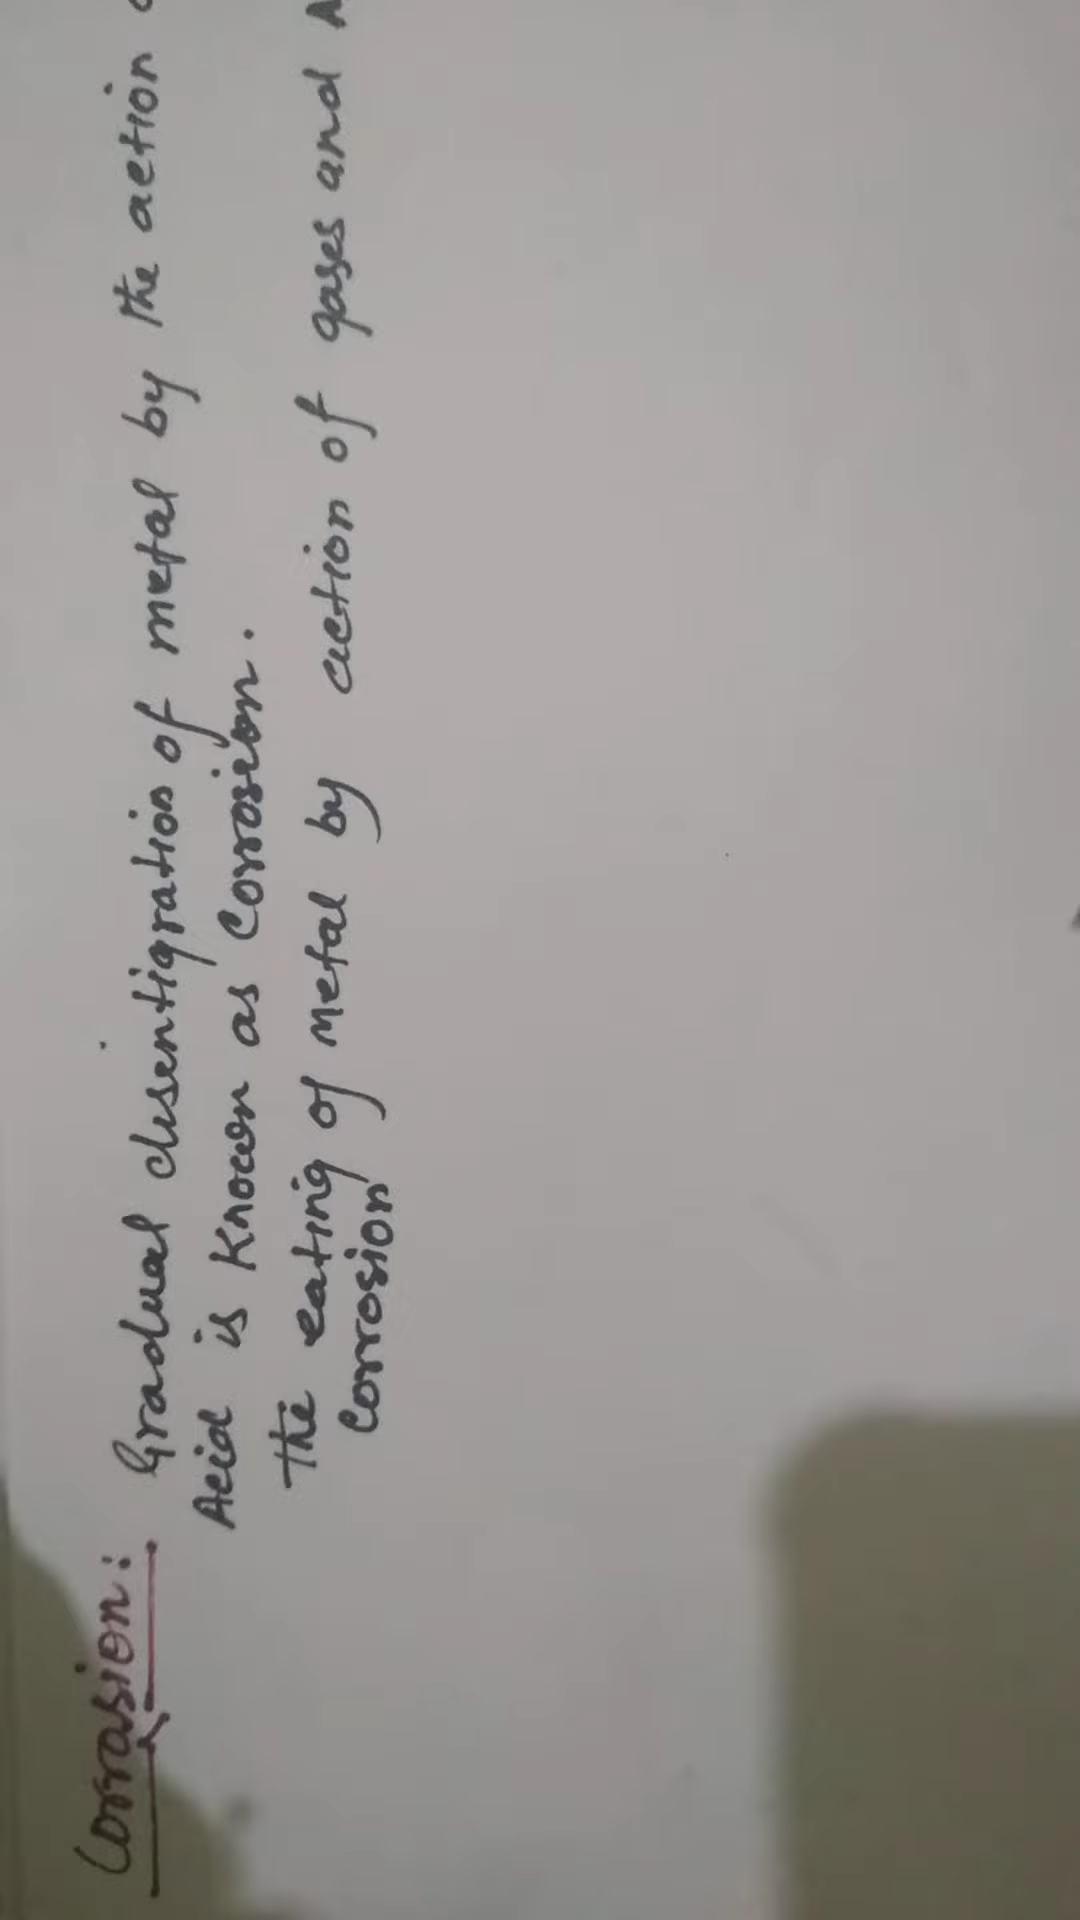 Corrosion:
Gradual disentigration of metal by the action
Acid is Known as Corrosion.
The eating of Metal by action of gases and
Corrosion